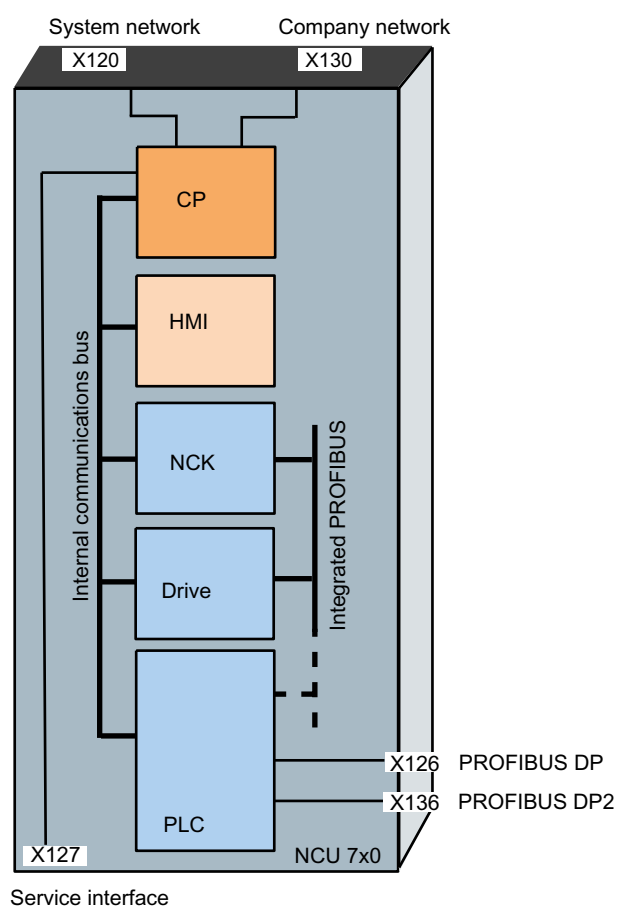 System network
Company network
X120
X130
CP
HMI
Internal communications bus
NCK
Integrated PROFIBUS
Drive
X126 PROFIBUS DP
X136 PROFIBUS DP2
PLC
X127
NCU 7x0
Service interface